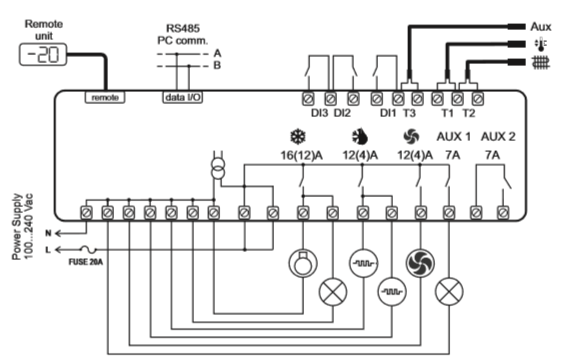 Remote
unit
-20
RS485
PC comm.
A
B
Aux
remote
data I/O
DI3 DI2 DI1 T3 T1 T2
AUX 1 AUX 2
16(12)A 12(4)A 12(4)A 7A 7A
Power Supply
100...240 Vac
N
L
FUSE 20A